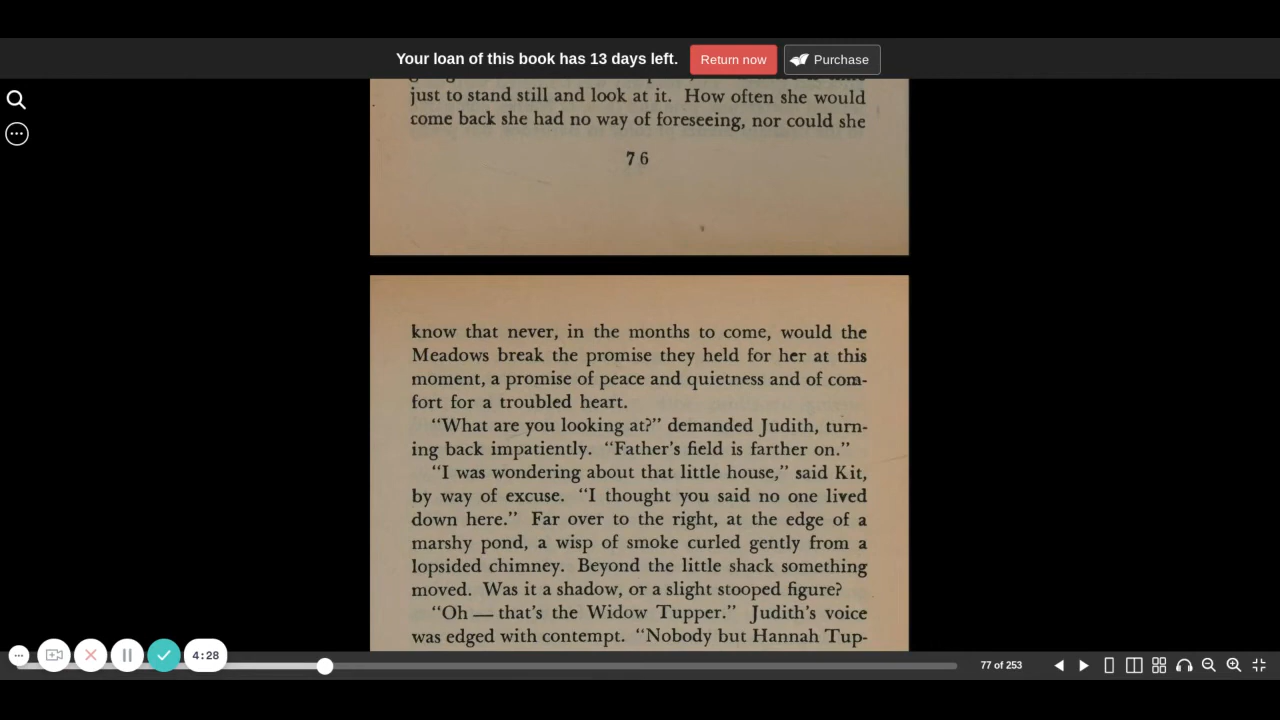 Your loan of this book has 13 days left.
Return now
Purchase
just to stand still and look at it. How often she would
come back she had no way of foreseeing, nor could she
76
know that never, in the months to come, would the
Meadows break the promise they held for her at this
moment, a promise of peace and quietness and of com-
fort for a troubled heart.
"What are you looking at?" demanded Judith, turn-
ing back impatiently. "Father's field is farther on."
"I was wondering about that little house," said Kit,
by way of excuse. "I thought you said no one lived
down here." Far over to the right, at the edge of a
marshy pond, a wisp of smoke curled gently from a
lopsided chimney. Beyond the little shack something
moved. Was it a shadow, or a slight stooped figure?
"Oh — that's the Widow Tupper." Judith's voice
was edged with contempt. "Nobody but Hannah Tup-
4:28
77 of 253